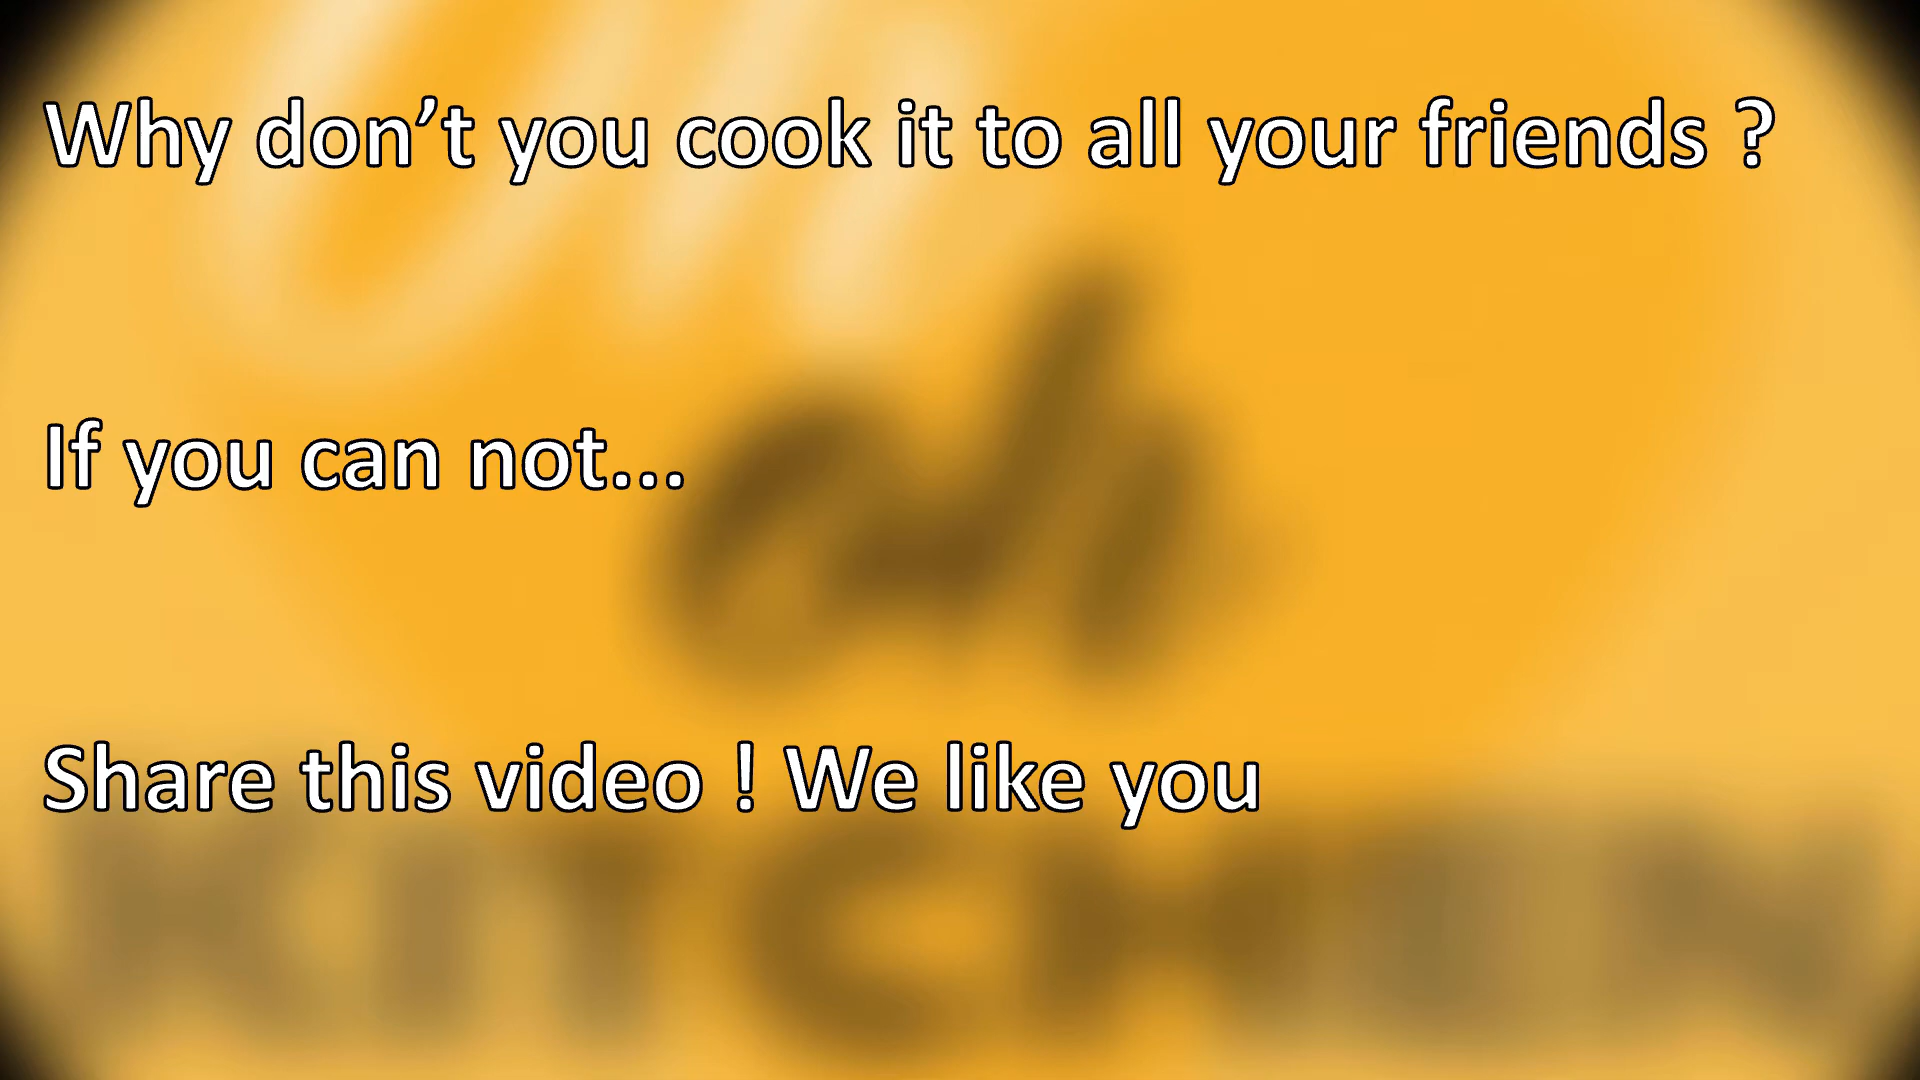 Why don’t you cook it to all your friends ?
If you can not...
Share this video ! We like you
KITCHEN